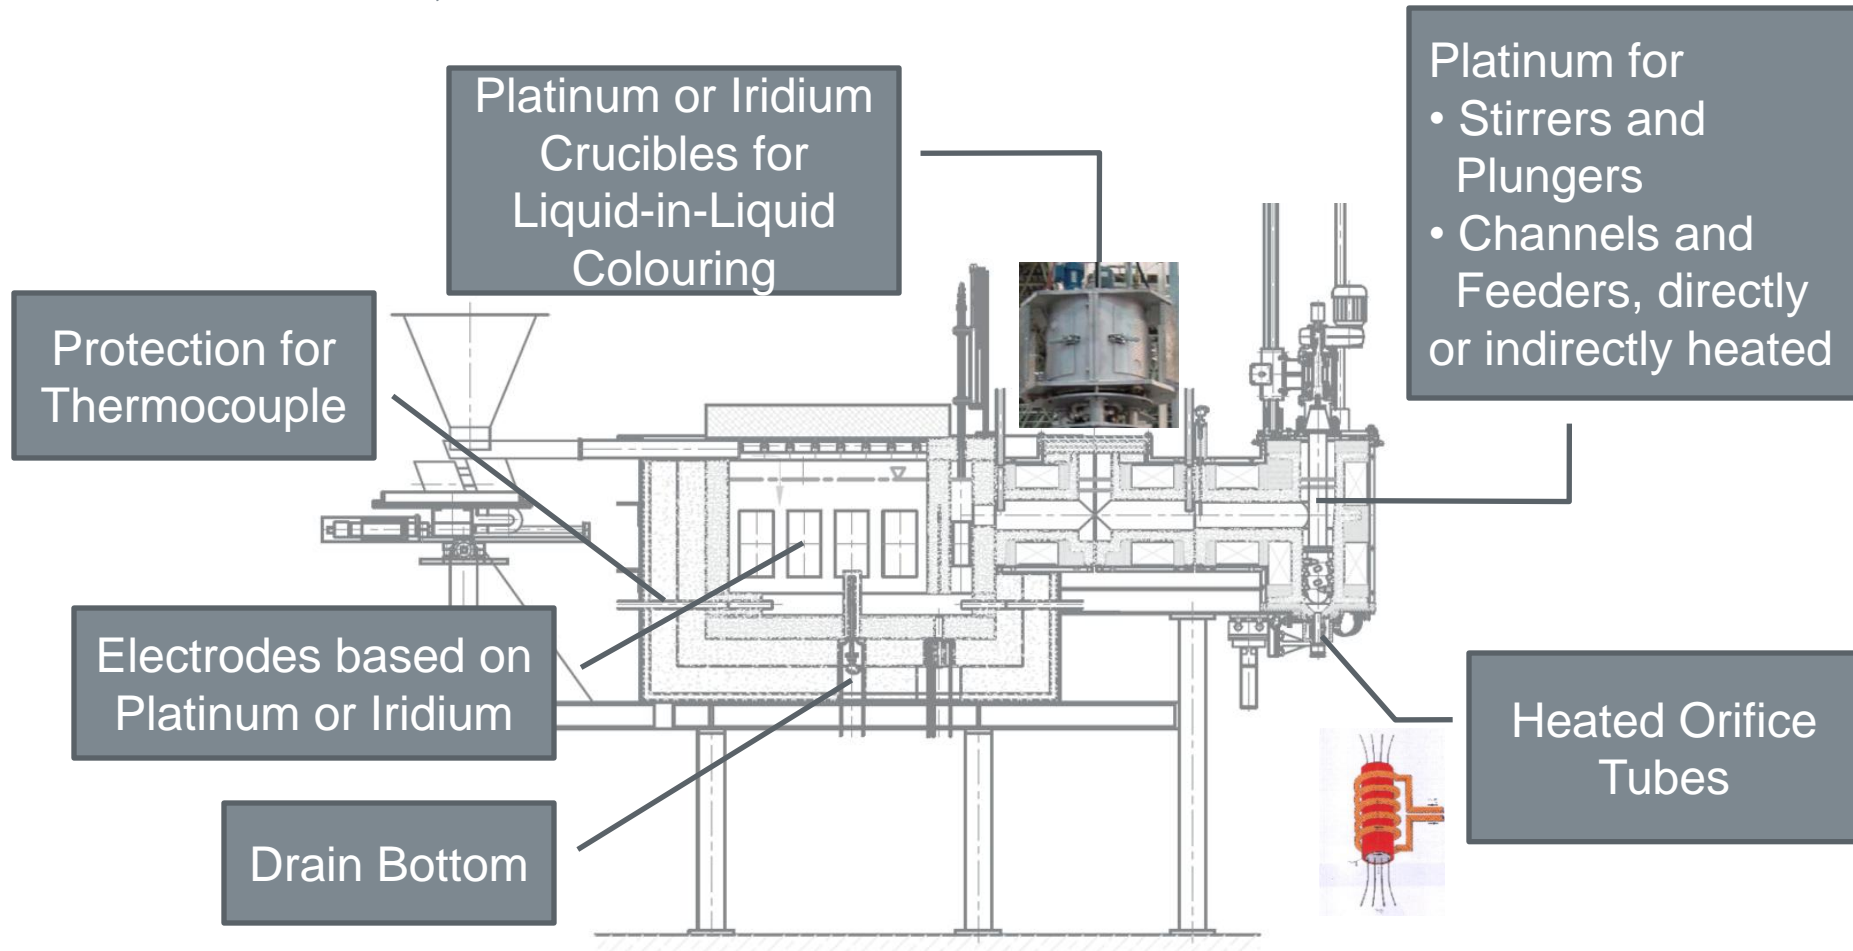 Platinum or Iridium
Crucibles for
Liquid-in-Liquid
Colouring
Platinum for
• Stirrers and
Plungers
• Channels and
Feeders, directly
or indirectly heated
Protection for
Thermocouple
Electrodes based on
Platinum or Iridium
Drain Bottom
Heated Orifice
Tubes